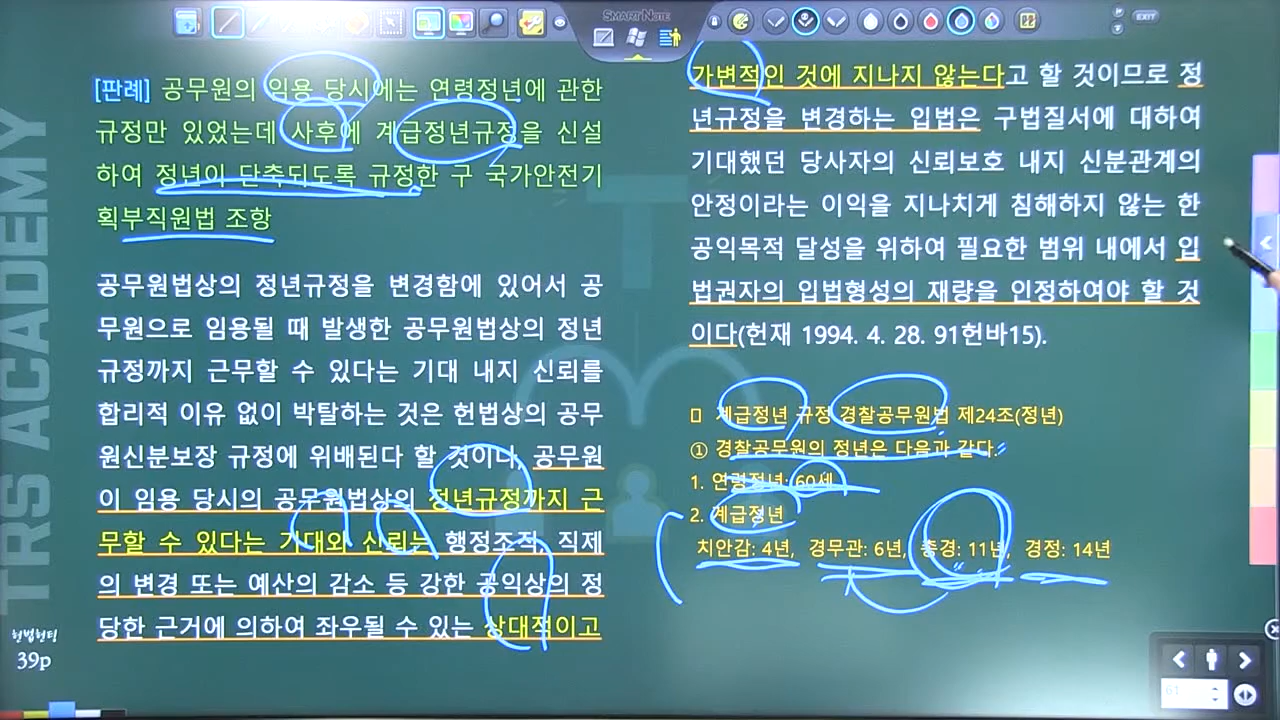 SMART NOTE
EXIT
TRS ACADEMY
[판례] 공무원의 임용 당시에는 연령정년에 관한
규정만 있었는데 사후에 계급정년규정을 신설
하여 정년이 단축되도록 규정한 구 국가안전기
획부직원법 조항
공무원법상의 정년규정을 변경함에 있어서 공
무원으로 임용될 때 발생한 공무원법상의 정년
규정까지 근무할 수 있다는 기대 내지 신뢰를
합리적 이유 없이 박탈하는 것은 헌법상의 공무
원신분보장 규정에 위배된다 할 것이나, 공무원
이 임용 당시의 공무원법상의 정년규정까지 근
무할 수 있다는 기대와 신뢰는 행정조직, 직제
의 변경 또는 예산의 감소 등 강한 공익상의 정
당한 근거에 의하여 좌우될 수 있는 상대적이고
헌법헌터
39p
가변적인 것에 지나지 않는다고 할 것이므로 정
년규정을 변경하는 입법은 구법질서에 대하여
기대했던 당사자의 신뢰보호 내지 신분관계의
안정이라는 이익을 지나치게 침해하지 않는 한
공익목적 달성을 위하여 필요한 범위 내에서 입
법권자의 입법형성의 재량을 인정하여야 할 것
이다(헌재 1994. 4. 28. 91헌바15).
계급정년 규정 경찰공무원법 제24조(정년)
① 경찰공무원의 정년은 다음과 같다.
1. 연령정년: 60세
2. 계급정년
치안감: 4년, 경무관: 6년, 총경: 11년, 경정: 14년
61